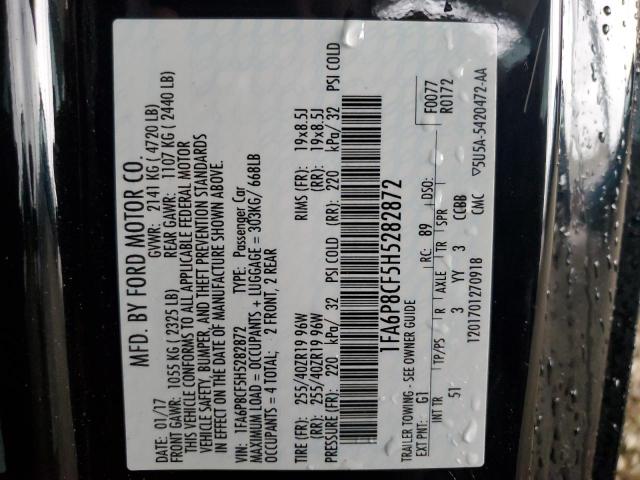 MFD. BY FORD MOTOR CO.
DATE: 01/17 GVWR: 2141 KG ( 4720 LB)
FRONT GAWR: 1055 KG ( 2325 LB) REAR GAWR: 1107 KG ( 2440 LB)
THIS VEHICLE CONFORMS TO ALL APPLICABLE FEDERAL MOTOR
VEHICLE SAFETY, BUMPER, AND THEFT PREVENTION STANDARDS
IN EFFECT ON THE DATE OF MANUFACTURE SHOWN ABOVE.
VIN: 1FA6P8CF5H5282872 TYPE: Passenger Car
MAXIMUM LOAD = OCCUPANTS + LUGGAGE = 303KG/ 668LB
OCCUPANTS = 4 TOTAL: 2 FRONT, 2 REAR
TIRE (FR): 255/40ZR19 96W RIMS (FR): 19x8.5J
TIRE (RR): 255/40ZR19 96W RIMS (RR): 19x8.5J
PRESSURE (FR): 220 kPa/ 32 PSI COLD (RR): 220 kPa/ 32 PSI COLD
1FA6P8CF5H5282872
F0077
R0172
TRAILER TOWING - SEE OWNER GUIDE
EXT PNT: G1 RC: 89 DSO:
INT TR TP/PS R AXLE TR SPR
51 3 YY 3 CCBB
1201701270918 CMC ▽5U5A-5420472-AA